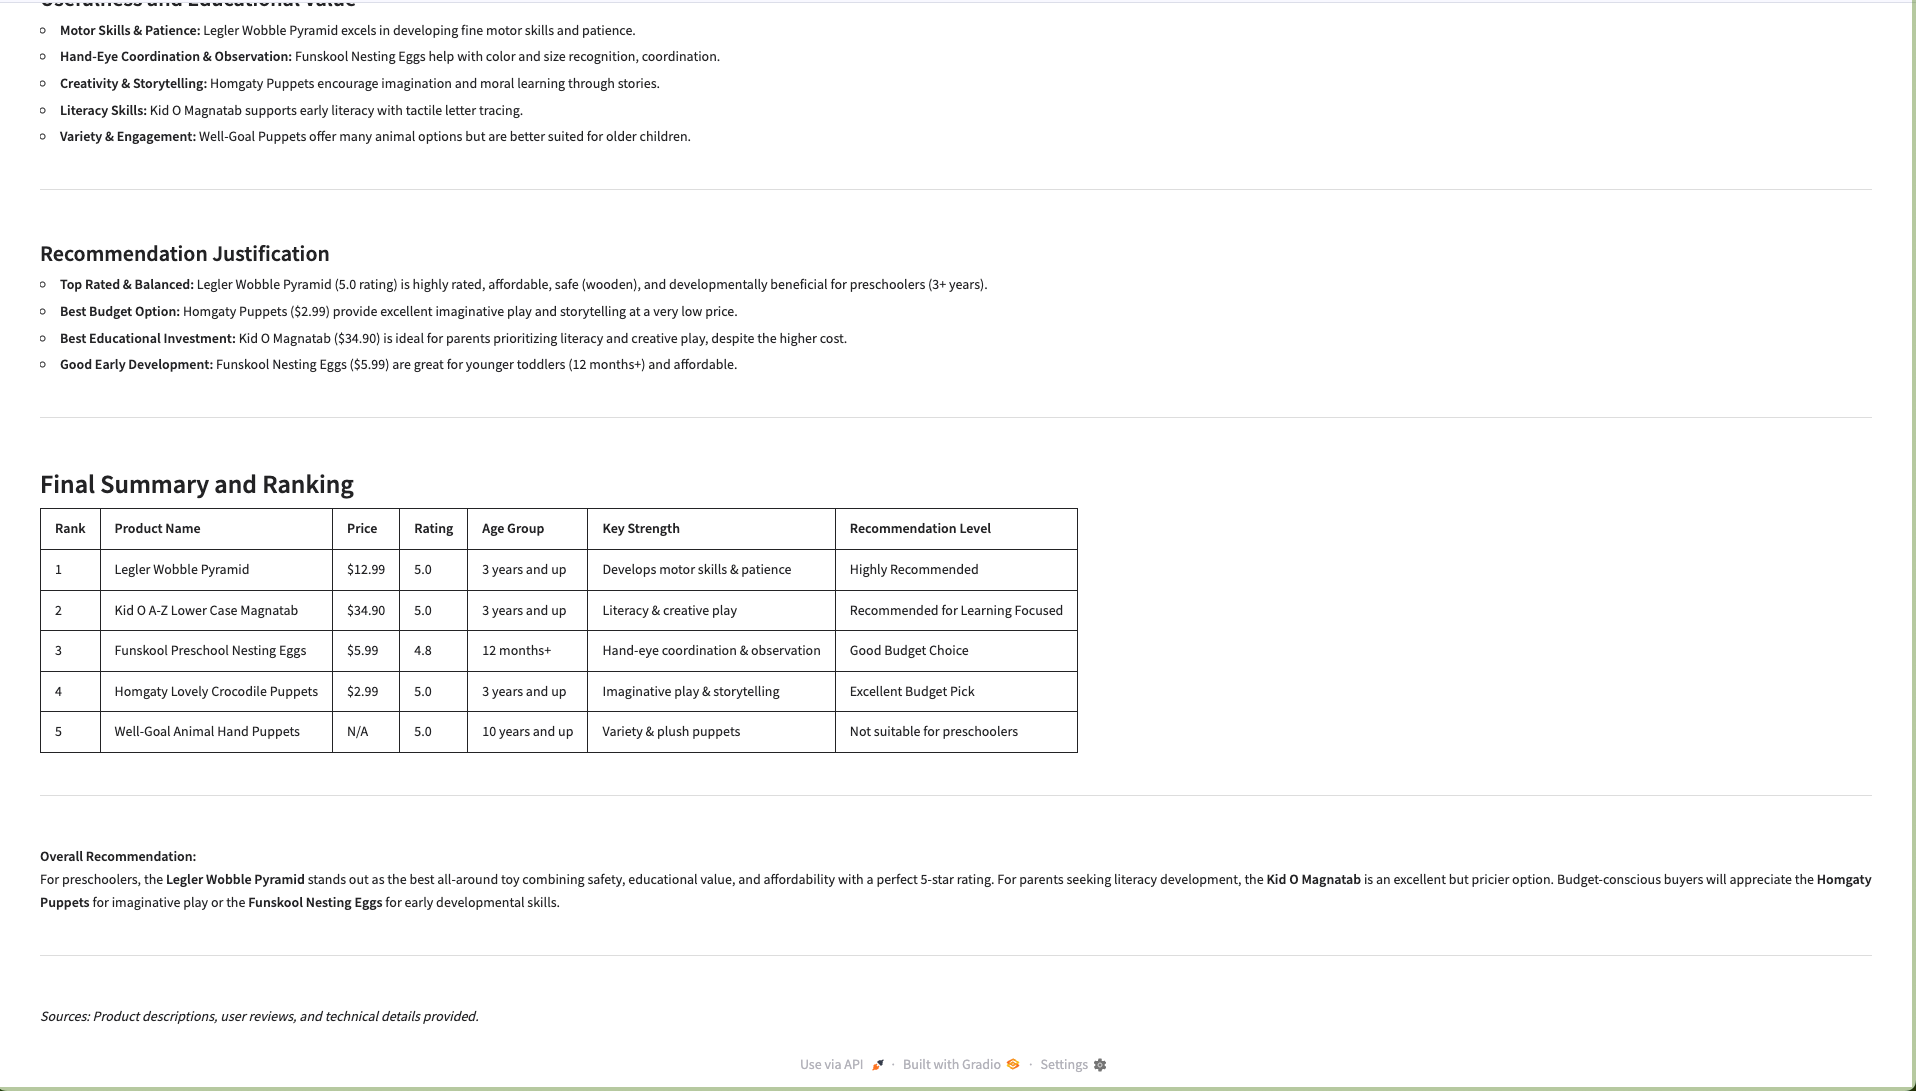 Usefulness and Educational Value
Motor Skills & Patience: Legler Wobble Pyramid excels in developing fine motor skills and patience.
Hand-Eye Coordination & Observation: Funskool Nesting Eggs help with color and size recognition, coordination.
Creativity & Storytelling: Homgaty Puppets encourage imagination and moral learning through stories.
Literacy Skills: Kid O Magnatab supports early literacy with tactile letter tracing.
Variety & Engagement: Well-Goal Puppets offer many animal options but are better suited for older children.
Recommendation Justification
Top Rated & Balanced: Legler Wobble Pyramid (5.0 rating) is highly rated, affordable, safe (wooden), and developmentally beneficial for preschoolers (3+ years).
Best Budget Option: Homgaty Puppets ($2.99) provide excellent imaginative play and storytelling at a very low price.
Best Educational Investment: Kid O Magnatab ($34.90) is ideal for parents prioritizing literacy and creative play, despite the higher cost.
Good Early Development: Funskool Nesting Eggs ($5.99) are great for younger toddlers (12 months+) and affordable.
Final Summary and Ranking
Rank Product Name Price Rating Age Group Key Strength Recommendation Level
1 Legler Wobble Pyramid $12.99 5.0 3 years and up Develops motor skills & patience Highly Recommended
2 Kid O A-Z Lower Case Magnatab $34.90 5.0 3 years and up Literacy & creative play Recommended for Learning Focused
3 Funskool Preschool Nesting Eggs $5.99 4.8 12 months+ Hand-eye coordination & observation Good Budget Choice
4 Homgaty Lovely Crocodile Puppets $2.99 5.0 3 years and up Imaginative play & storytelling Excellent Budget Pick
5 Well-Goal Animal Hand Puppets N/A 5.0 10 years and up Variety & plush puppets Not suitable for preschoolers
Overall Recommendation:
For preschoolers, the Legler Wobble Pyramid stands out as the best all-around toy combining safety, educational value, and affordability with a perfect 5-star rating. For parents seeking literacy development, the Kid O Magnatab is an excellent but pricier option. Budget-conscious buyers will appreciate the Homgaty
Puppets for imaginative play or the Funskool Nesting Eggs for early developmental skills.
Sources: Product descriptions, user reviews, and technical details provided.
Use via API · Built with Gradio · Settings